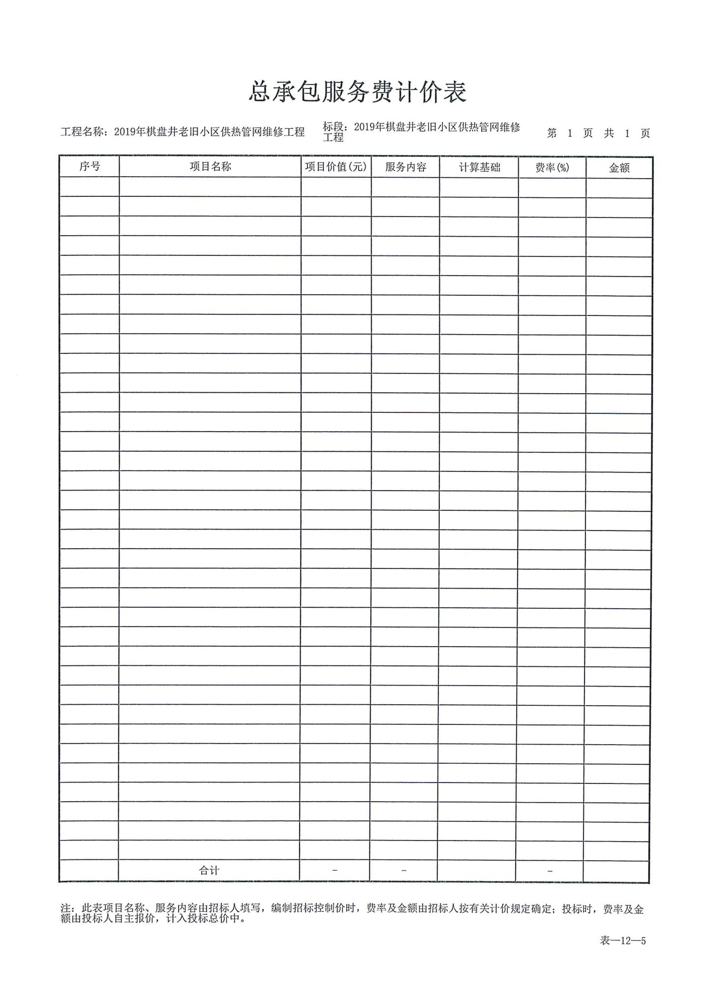 总承包服务费计价表
工程名称：2019年棋盘井老旧小区供热管网维修工程
标段：2019年棋盘井老旧小区供热管网维修
工程
第 1 页 共 1 页
序号 项目名称 项目价值(元) 服务内容 计算基础 费率(%) 金额
合计 - - -
注：此表项目名称、服务内容由招标人填写，编制招标控制价时，费率及金额由招标人按有关计价规定确定；投标时，费率及金
额由投标人自主报价，计入投标总价中。
表—12—5